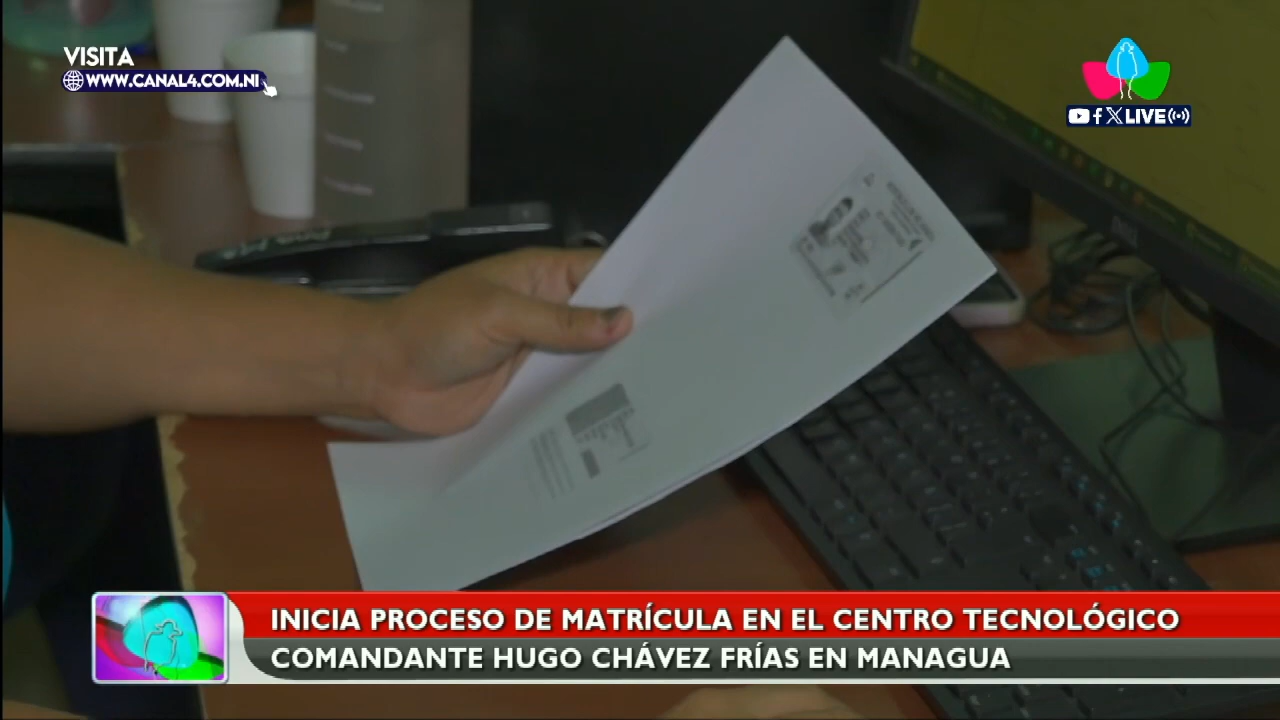 VISITA
WWW.CANAL4.COM.NI
LIVE
INICIA PROCESO DE MATRÍCULA EN EL CENTRO TECNOLÓGICO
COMANDANTE HUGO CHÁVEZ FRÍAS EN MANAGUA